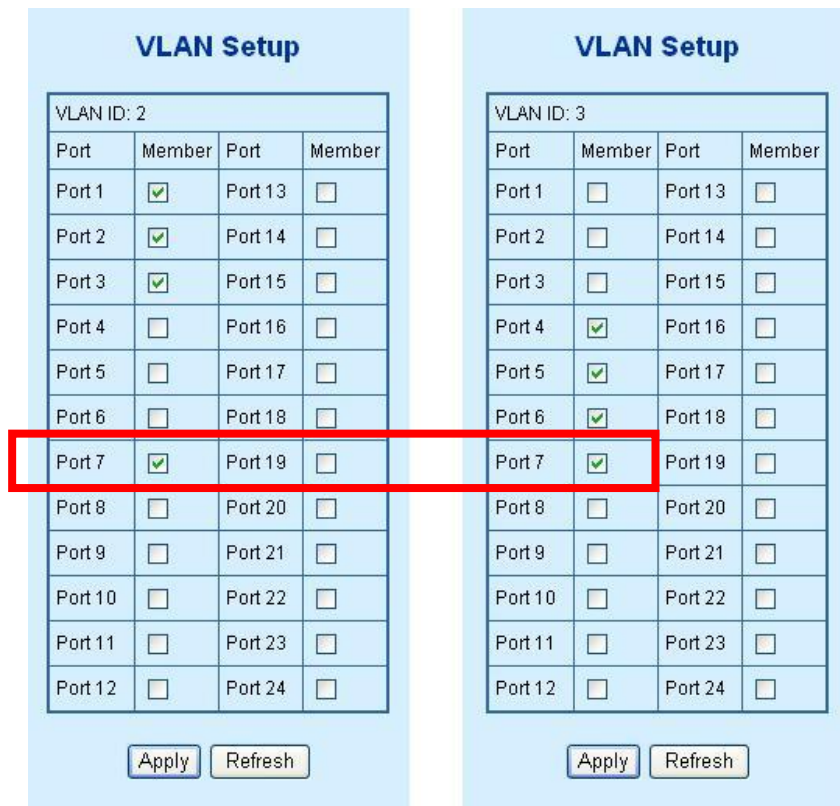 VLAN Setup
VLAN ID: 2
Port Member Port Member
Port 1 Port 13
Port 2 Port 14
Port 3 Port 15
Port 4 Port 16
Port 5 Port 17
Port 6 Port 18
Port 7 Port 19
Port 8 Port 20
Port 9 Port 21
Port 10 Port 22
Port 11 Port 23
Port 12 Port 24
Apply Refresh
VLAN Setup
VLAN ID: 3
Port Member Port Member
Port 1 Port 13
Port 2 Port 14
Port 3 Port 15
Port 4 Port 16
Port 5 Port 17
Port 6 Port 18
Port 7 Port 19
Port 8 Port 20
Port 9 Port 21
Port 10 Port 22
Port 11 Port 23
Port 12 Port 24
Apply Refresh